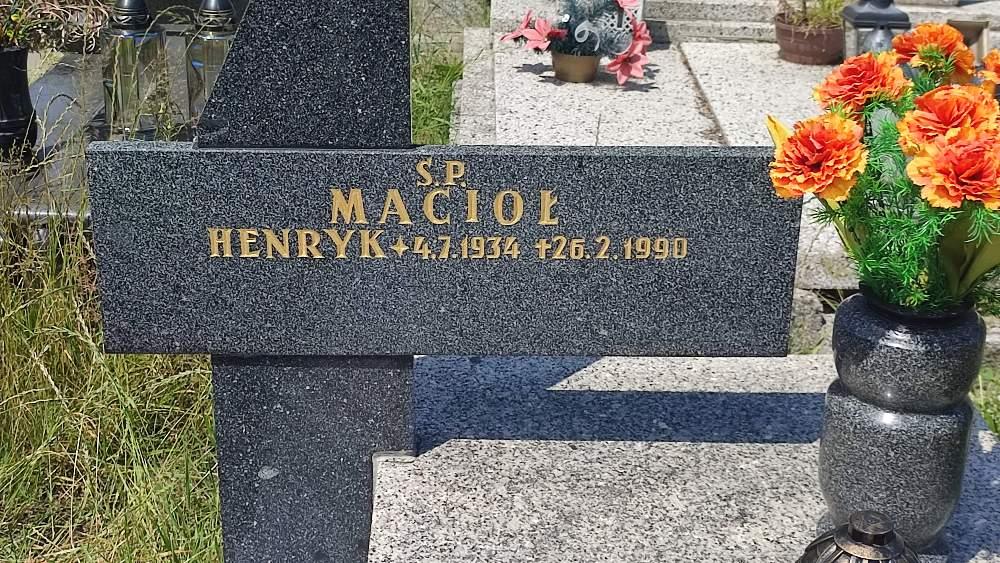 Ś.P.
MACIOŁ
HENRYK ✦ 4.7.1934 ✝ 26.2.1990